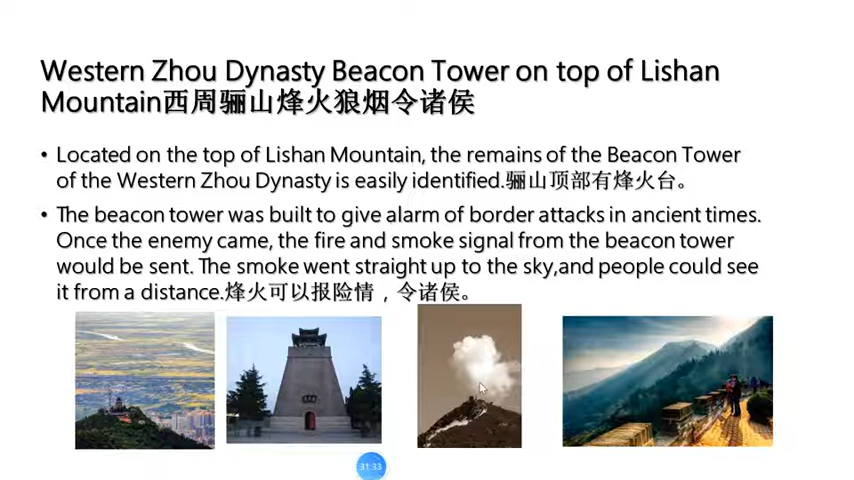 Western Zhou Dynasty Beacon Tower on top of Lishan
Mountain西周骊山烽火狼烟令诸侯
• Located on the top of Lishan Mountain, the remains of the Beacon Tower
of the Western Zhou Dynasty is easily identified.骊山顶部有烽火台。
• The beacon tower was built to give alarm of border attacks in ancient times.
Once the enemy came, the fire and smoke signal from the beacon tower
would be sent. The smoke went straight up to the sky,and people could see
it from a distance.烽火可以报险情，令诸侯。
31:33